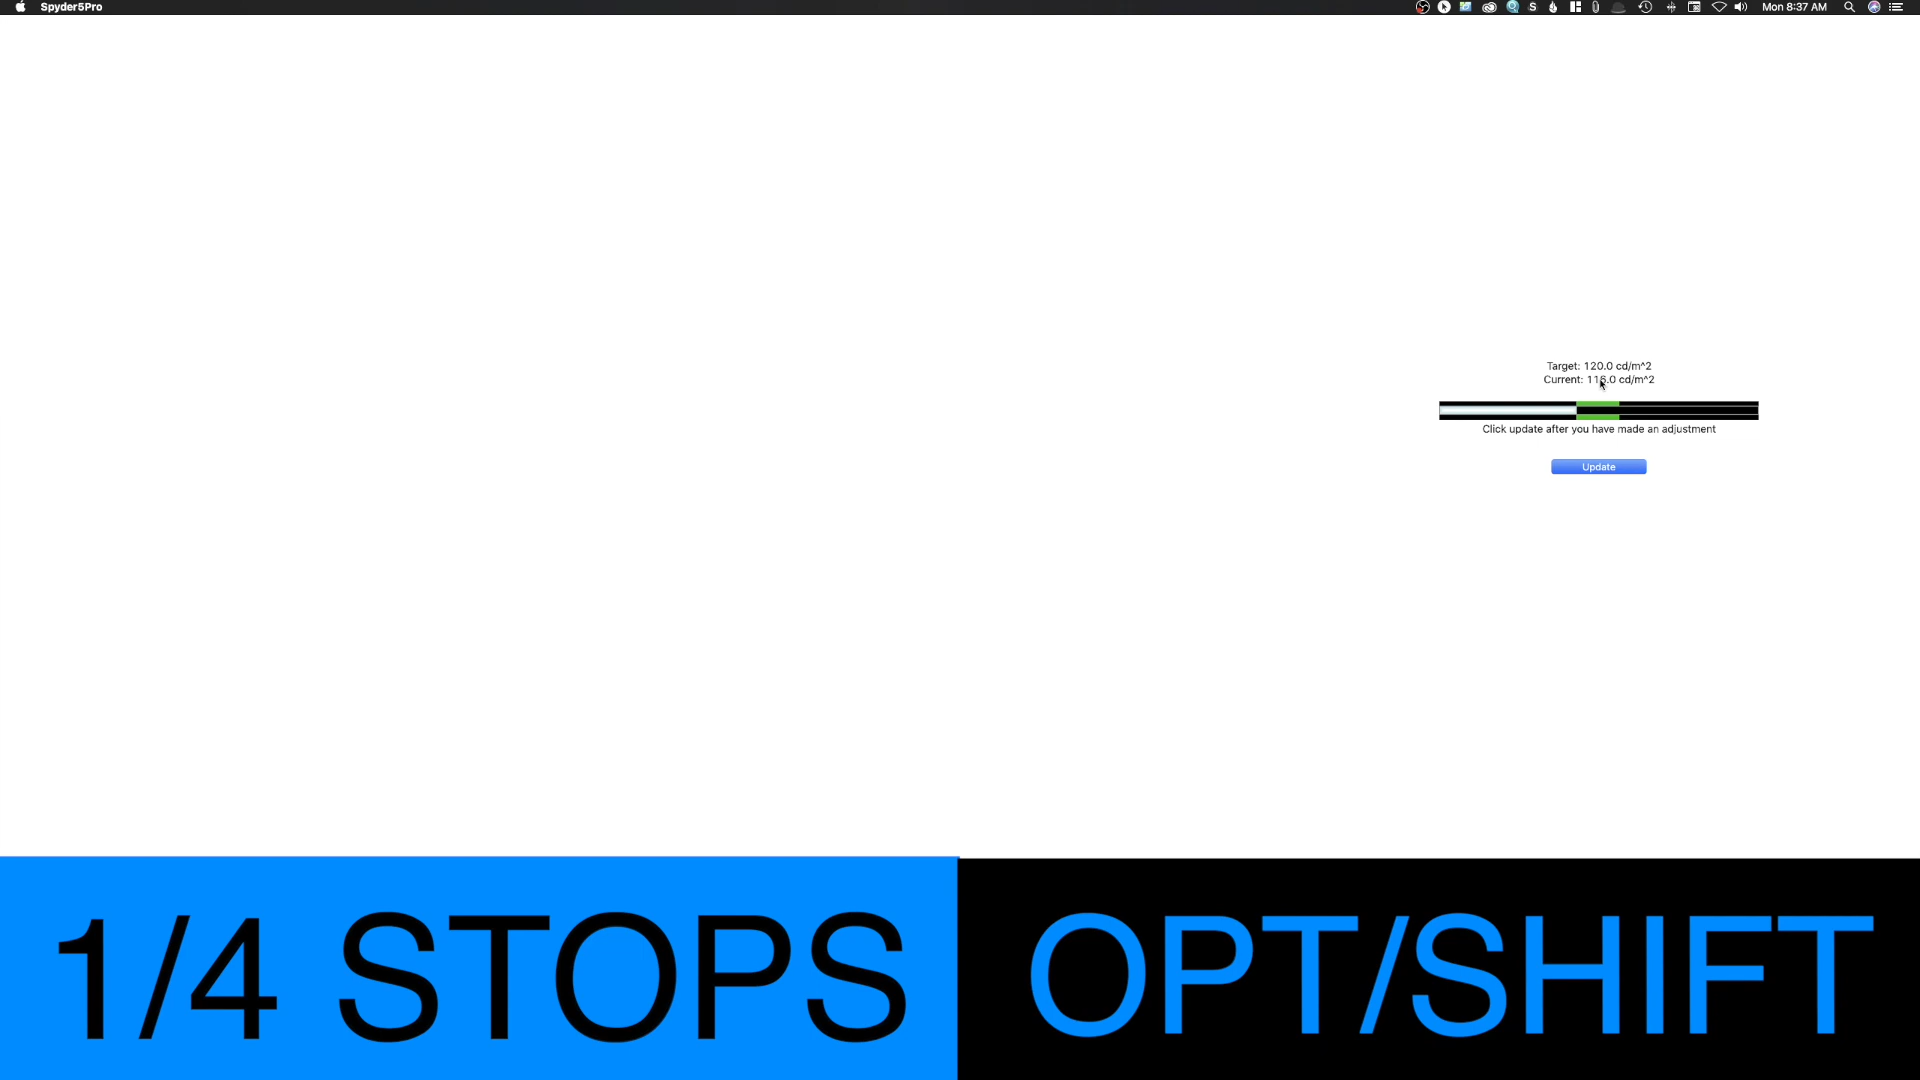 Spyder5Pro
Mon 8:37 AM
Target: 120.0 cd/m^2
Current: 115.0 cd/m^2
Click update after you have made an adjustment
Update
1/4 STOPS
OPT/SHIFT